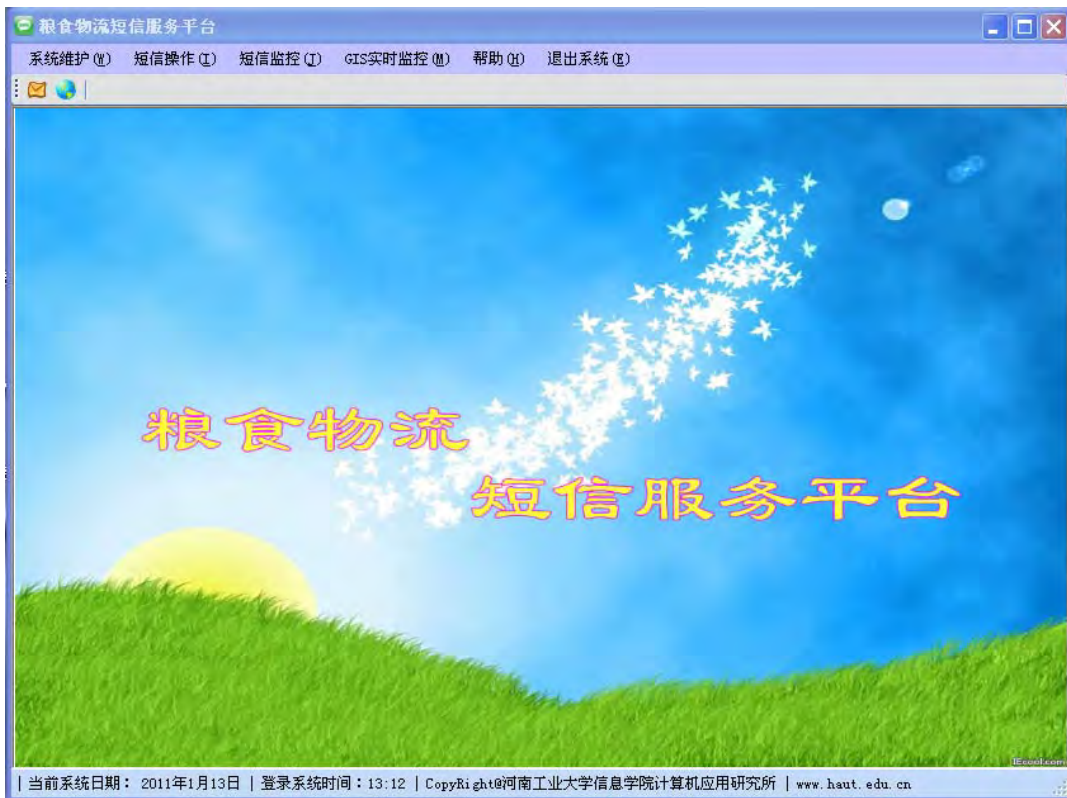 粮食物流短信服务平台
系统维护(W) 短信操作(I) 短信监控(J) GIS实时监控(M) 帮助(H) 退出系统(E)
粮食物流
短信服务平台
IEcool.com
|当前系统日期： 2011年1月13日 |登录系统时间：13:12 |CopyRight@河南工业大学信息学院计算机应用研究所 |www.haut.edu.cn